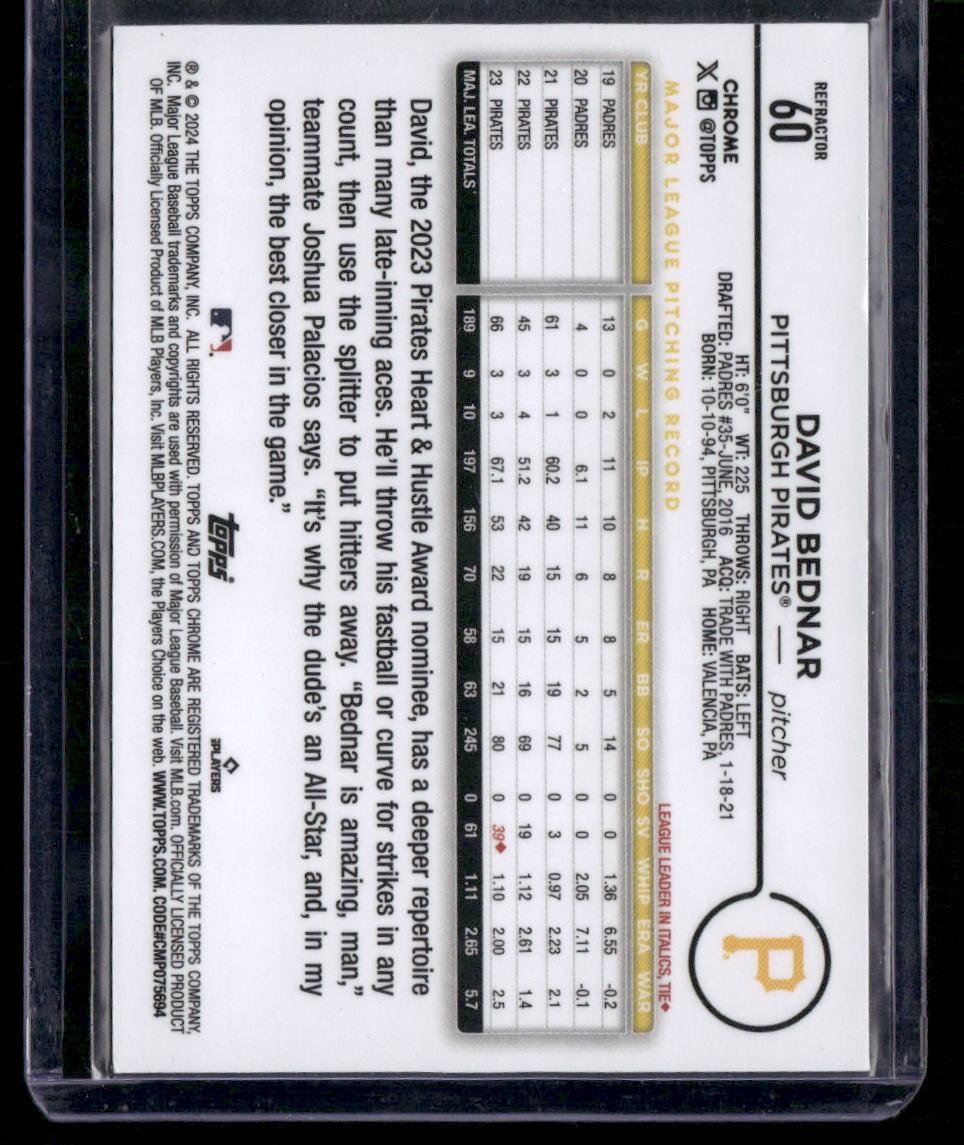 REFRACTOR
60
CHROME
@TOPPS
DAVID BEDNAR
PITTSBURGH PIRATES® — pitcher
HT: 6'0" WT: 225 THROWS: RIGHT BATS: LEFT
DRAFTED: PADRES #35-JUNE, 2016 ACQ: TRADE WITH PADRES, 1-18-21
BORN: 10-10-94, PITTSBURGH, PA HOME: VALENCIA, PA
P
MAJOR LEAGUE PITCHING RECORD
LEAGUE LEADER IN ITALICS, TIE♦
YR CLUB G W L IP H R ER BB SO SHO SV WHIP ERA WAR
19 PADRES 13 0 2 11 10 8 8 5 14 0 0 1.36 6.55 -0.2
20 PADRES 4 0 0 6.1 11 6 5 2 5 0 0 2.05 7.11 -0.1
21 PIRATES 61 3 1 60.2 40 15 15 19 77 0 3 0.97 2.23 2.1
22 PIRATES 45 3 4 51.2 42 19 15 16 69 0 19 1.12 2.61 1.4
23 PIRATES 66 3 3 67.1 53 22 15 21 80 0 39♦ 1.10 2.00 2.5
MAJ. LEA. TOTALS 189 9 10 197 156 70 58 63 245 0 61 1.11 2.65 5.7
David, the 2023 Pirates Heart & Hustle Award nominee, has a deeper repertoire
than many late-inning aces. He'll throw his fastball or curve for strikes in any
count, then use the splitter to put hitters away. “Bednar is amazing, man,”
teammate Joshua Palacios says. “It's why the dude's an All-Star, and, in my
opinion, the best closer in the game.”
topps
PLAYERS
® & © 2024 THE TOPPS COMPANY, INC. ALL RIGHTS RESERVED. TOPPS AND TOPPS CHROME ARE REGISTERED TRADEMARKS OF THE TOPPS COMPANY,
INC. Major League Baseball trademarks and copyrights are used with permission of Major League Baseball. Visit MLB.com. OFFICIALLY LICENSED PRODUCT
OF MLB. Officially Licensed Product of MLB Players, Inc. Visit MLBPLAYERS.COM, the Players Choice on the web. WWW.TOPPS.COM. CODE#CMP075694